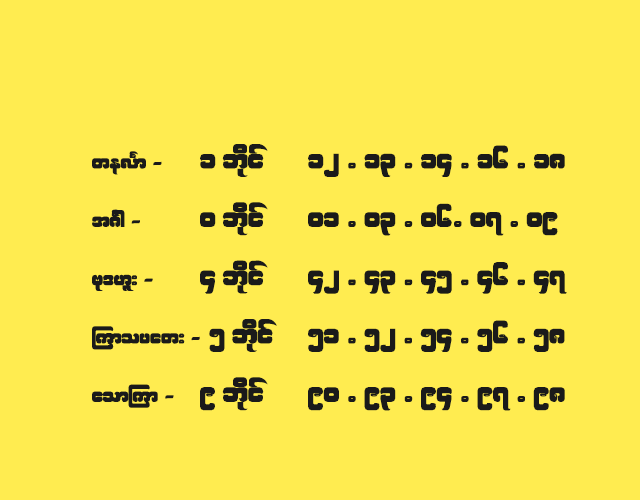 တနင်္လာ - ၁ ဘိုင် ၁၂ . ၁၃ . ၁၄ . ၁၆ . ၁၈
အင်္ဂါ - ၀ ဘိုင် ၀၁ . ၀၃ . ၀၆. ၀၇ . ၀၉
ဗုဒဟူး - ၄ ဘိုင် ၄၂ . ၄၃ . ၄၅ . ၄၆ . ၄၇
ကြာသပတေး - ၅ ဘိုင် ၅၁ . ၅၂ . ၅၄ . ၅၆ . ၅၈
သောကြာ - ၉ ဘိုင် ၉၀ . ၉၃ . ၉၄ . ၉၇ . ၉၈